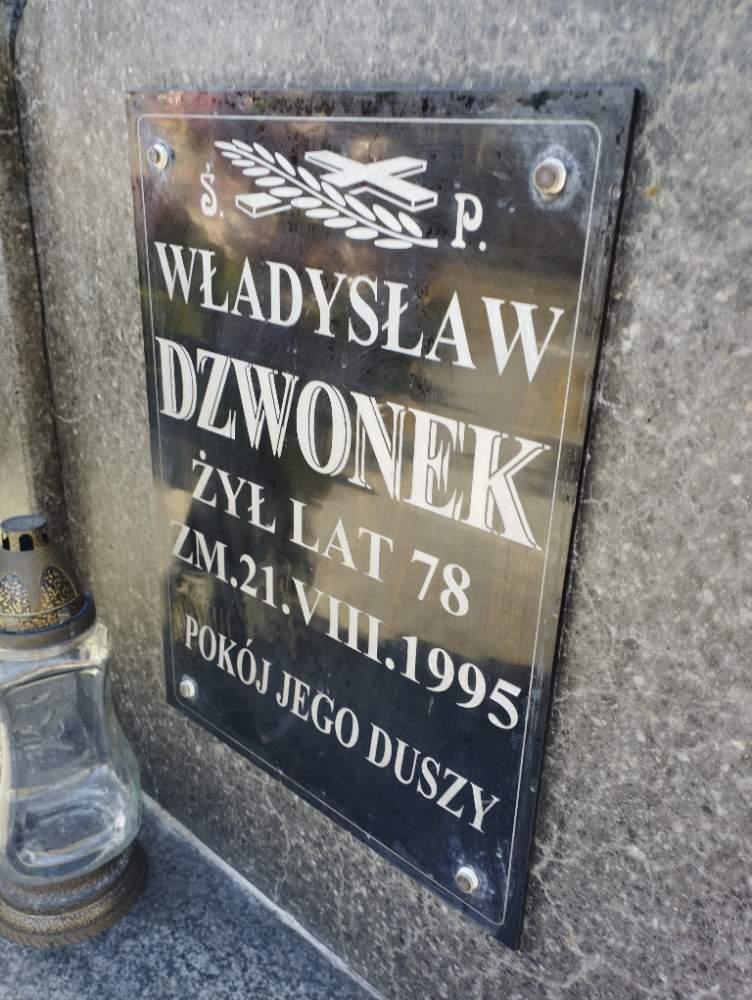 Ś. P.
WŁADYSŁAW
DZWONEK
ŻYŁ LAT 78
ZM.21.VIII.1995
POKÓJ JEGO DUSZY